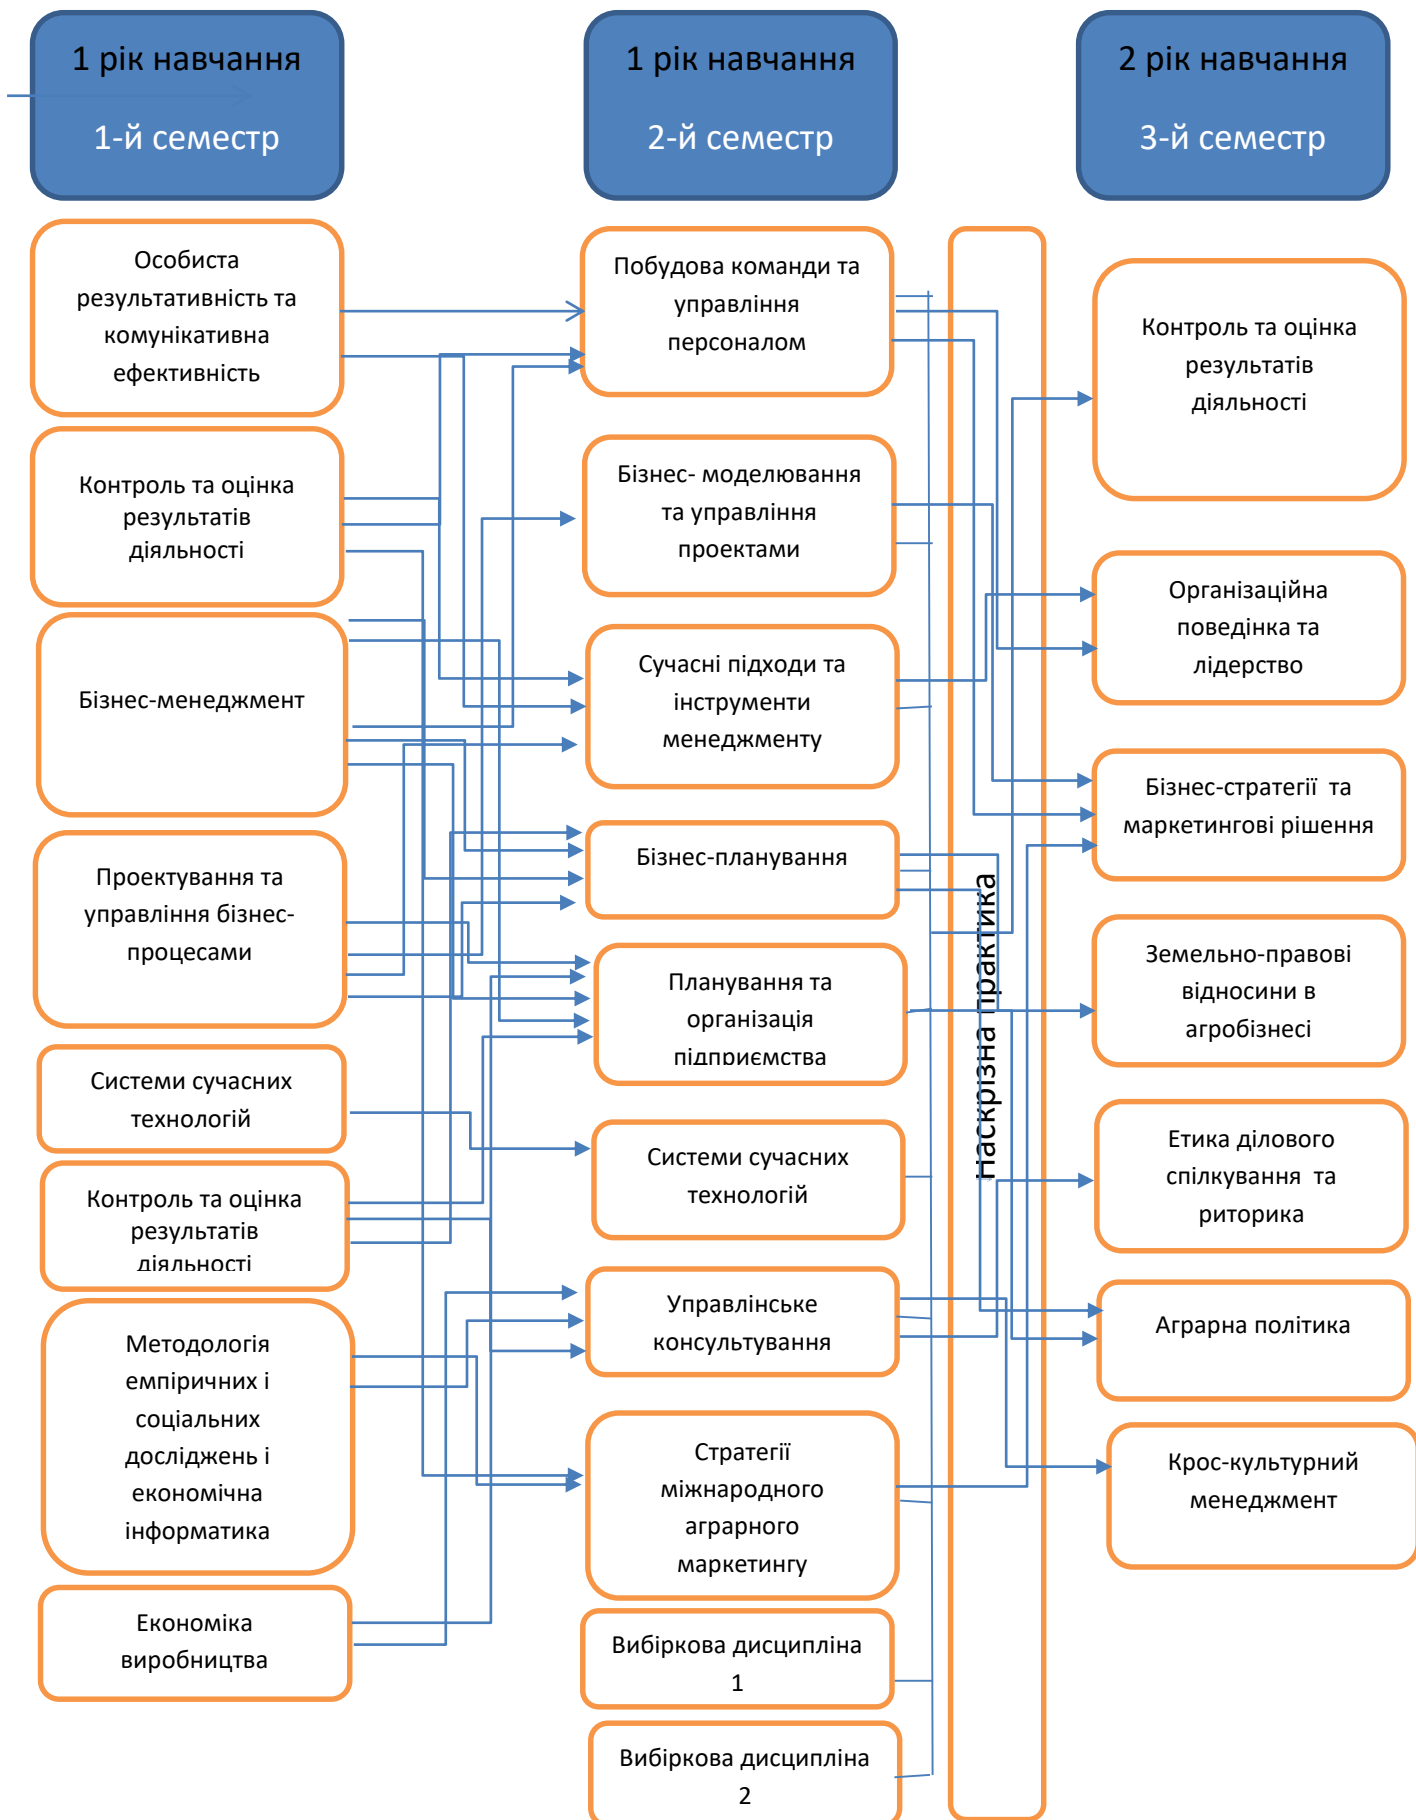 1 рік навчання
1-й семестр
1 рік навчання
2-й семестр
2 рік навчання
3-й семестр
Особиста
результативність та
комунікативна
ефективність
Контроль та оцінка
результатів
діяльності
Бізнес-менеджмент
Проектування та
управління бізнес-
процесами
Системи сучасних
технологій
Контроль та оцінка
результатів
діяльності
Методологія
емпіричних і
соціальних
досліджень і
економічна
інформатика
Економіка
виробництва
Побудова команди та
управління
персоналом
Бізнес- моделювання
та управління
проектами
Сучасні підходи та
інструменти
менеджменту
Бізнес-планування
Планування та
організація
підприємства
Системи сучасних
технологій
Управлінське
консультування
Стратегії
міжнародного
аграрного
маркетингу
Вибіркова дисципліна
1
Вибіркова дисципліна
2
Наскрізна практика
Контроль та оцінка
результатів
діяльності
Організаційна
поведінка та
лідерство
Бізнес-стратегії та
маркетингові рішення
Земельно-правові
відносини в
агробізнесі
Етика ділового
спілкування та
риторика
Аграрна політика
Крос-культурний
менеджмент